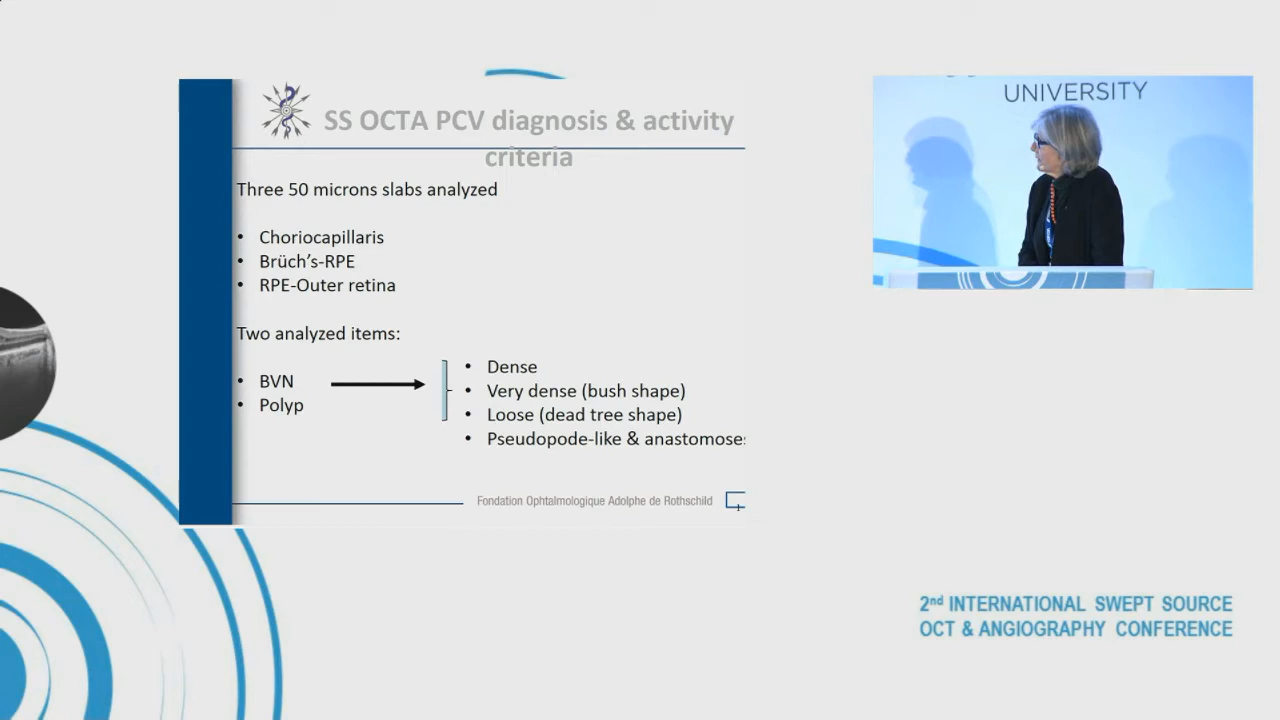 SS OCTA PCV diagnosis & activity
criteria
Three 50 microns slabs analyzed
• Choriocapillaris
• Brüch’s-RPE
• RPE-Outer retina
Two analyzed items:
• BVN
• Polyp
• Dense
• Very dense (bush shape)
• Loose (dead tree shape)
• Pseudopode-like & anastomoses
Fondation Ophtalmologique Adolphe de Rothschild
UNIVERSITY
2nd INTERNATIONAL SWEPT SOURCE
OCT & ANGIOGRAPHY CONFERENCE